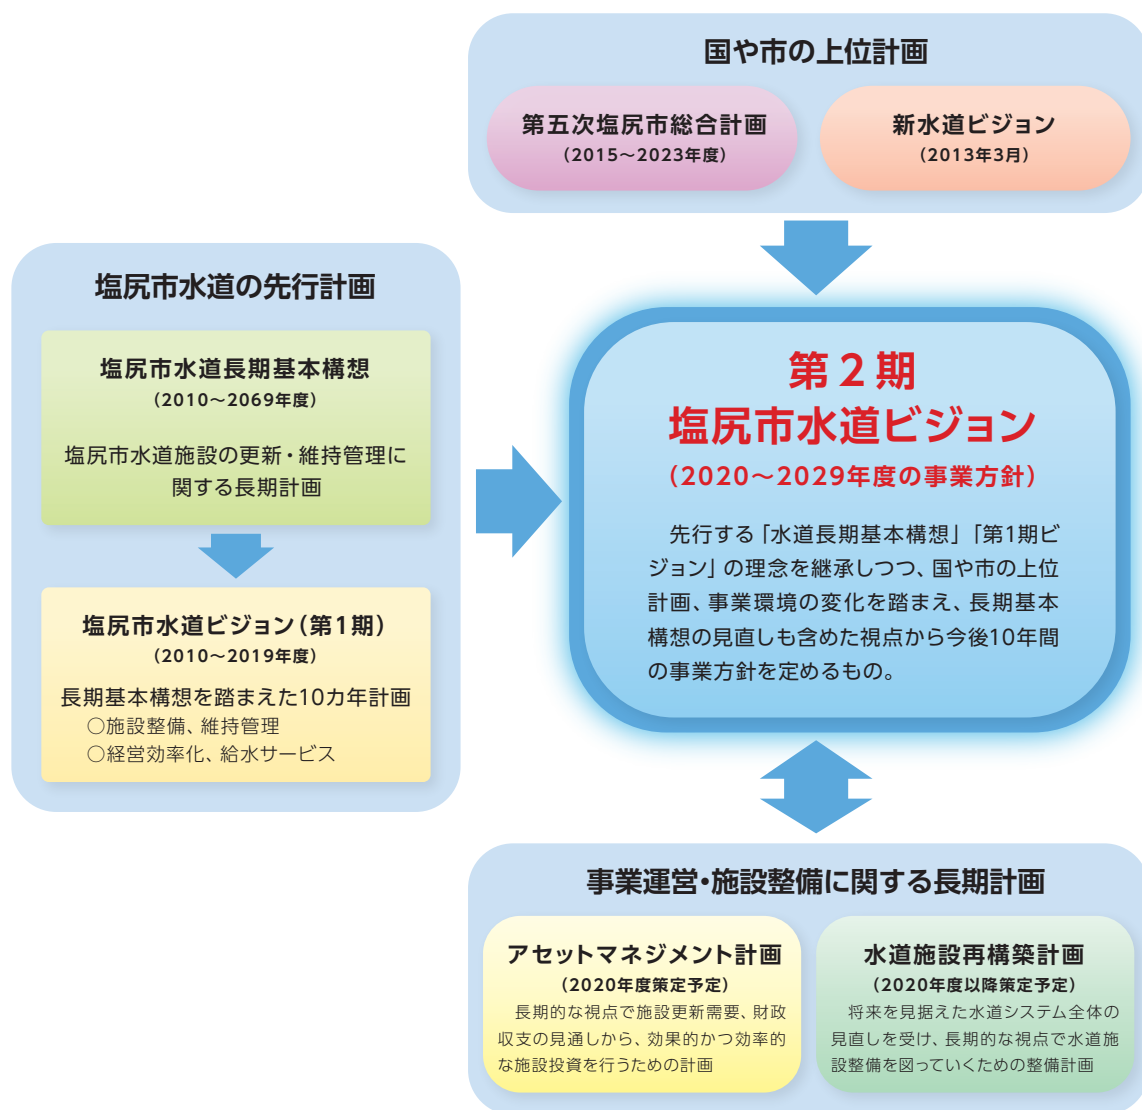 国や市の上位計画
第五次塩尻市総合計画
（2015～2023年度）
新水道ビジョン
（2013年3月）
塩尻市水道の先行計画
塩尻市水道長期基本構想
（2010～2069年度）
塩尻市水道施設の更新・維持管理に
関する長期計画
塩尻市水道ビジョン（第1期）
（2010～2019年度）
長期基本構想を踏まえた10カ年計画
○施設整備、維持管理
○経営効率化、給水サービス
第２期
塩尻市水道ビジョン
（2020～2029年度の事業方針）
先行する「水道長期基本構想」「第1期ビ
ジョン」の理念を継承しつつ、国や市の上位
計画、事業環境の変化を踏まえ、長期基本
構想の見直しも含めた視点から今後10年間
の事業方針を定めるもの。
事業運営・施設整備に関する長期計画
アセットマネジメント計画
（2020年度策定予定）
長期的な視点で施設更新需要、財政
収支の見通しから、効果的かつ効率的
な施設投資を行うための計画
水道施設再構築計画
（2020年度以降策定予定）
将来を見据えた水道システム全体の
見直しを受け、長期的な視点で水道施
設整備を図っていくための整備計画